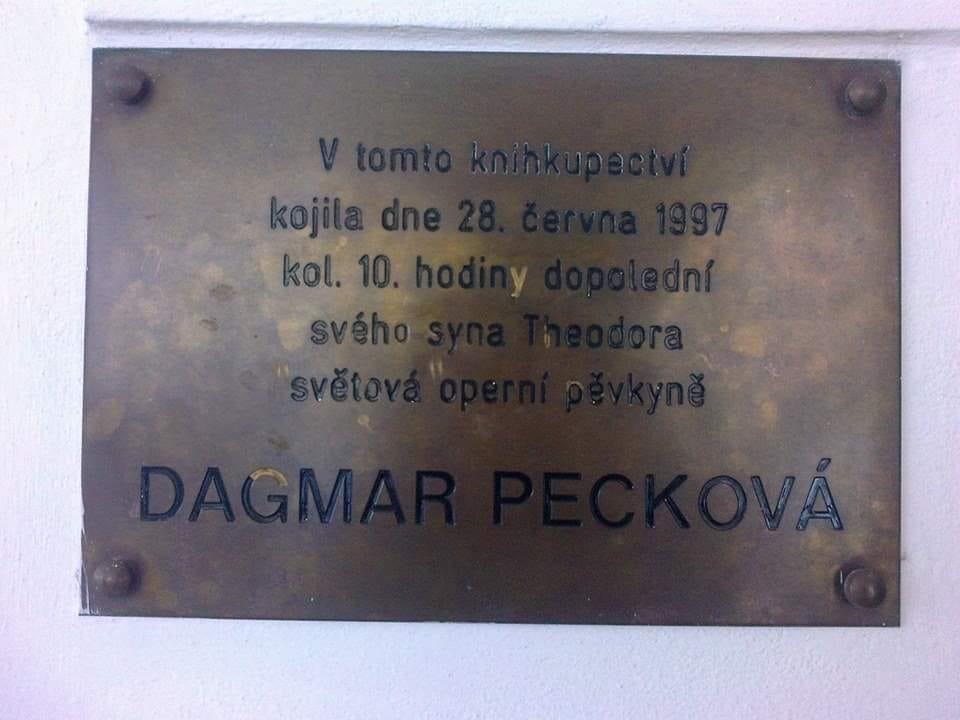 V tomto knihkupectví
kojila dne 28. června 1997
kol. 10. hodiny dopolední
svého syna Theodora
světová operní pěvkyně
DAGMAR PECKOVÁ